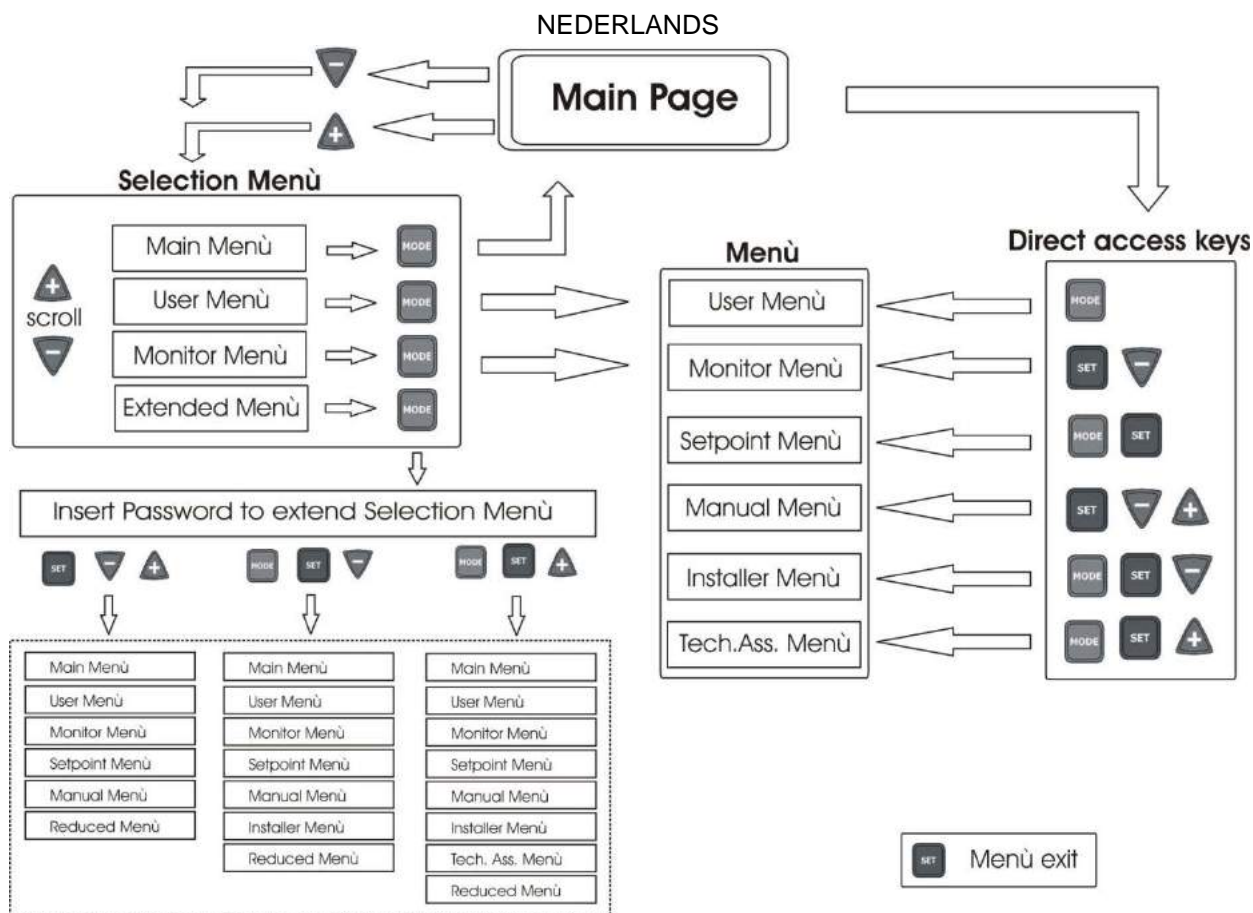 NEDERLANDS
Main Page
Selection Menù
scroll
Main Menù
MODE
User Menù
MODE
Monitor Menù
MODE
Extended Menù
MODE
Insert Password to extend Selection Menù
SET
MODE SET
MODE SET
Main Menù
User Menù
Monitor Menù
Setpoint Menù
Manual Menù
Reduced Menù
Main Menù
User Menù
Monitor Menù
Setpoint Menù
Manual Menù
Installer Menù
Reduced Menù
Main Menù
User Menù
Monitor Menù
Setpoint Menù
Manual Menù
Installer Menù
Tech. Ass. Menù
Reduced Menù
Menù
User Menù
Monitor Menù
Setpoint Menù
Manual Menù
Installer Menù
Tech.Ass. Menù
Direct access keys
MODE
SET
MODE SET
SET
MODE SET
MODE SET
SET Menù exit